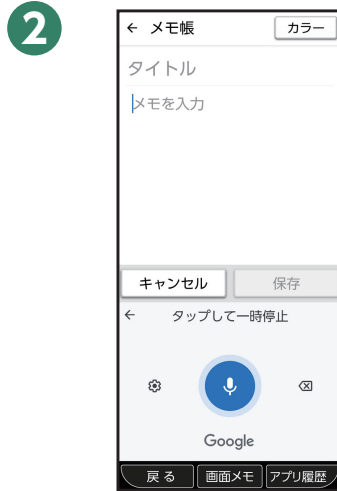 2
← メモ帳 カラー
タイトル
メモを入力
キャンセル 保存
← タップして一時停止
Google
戻る 画面メモ アプリ履歴